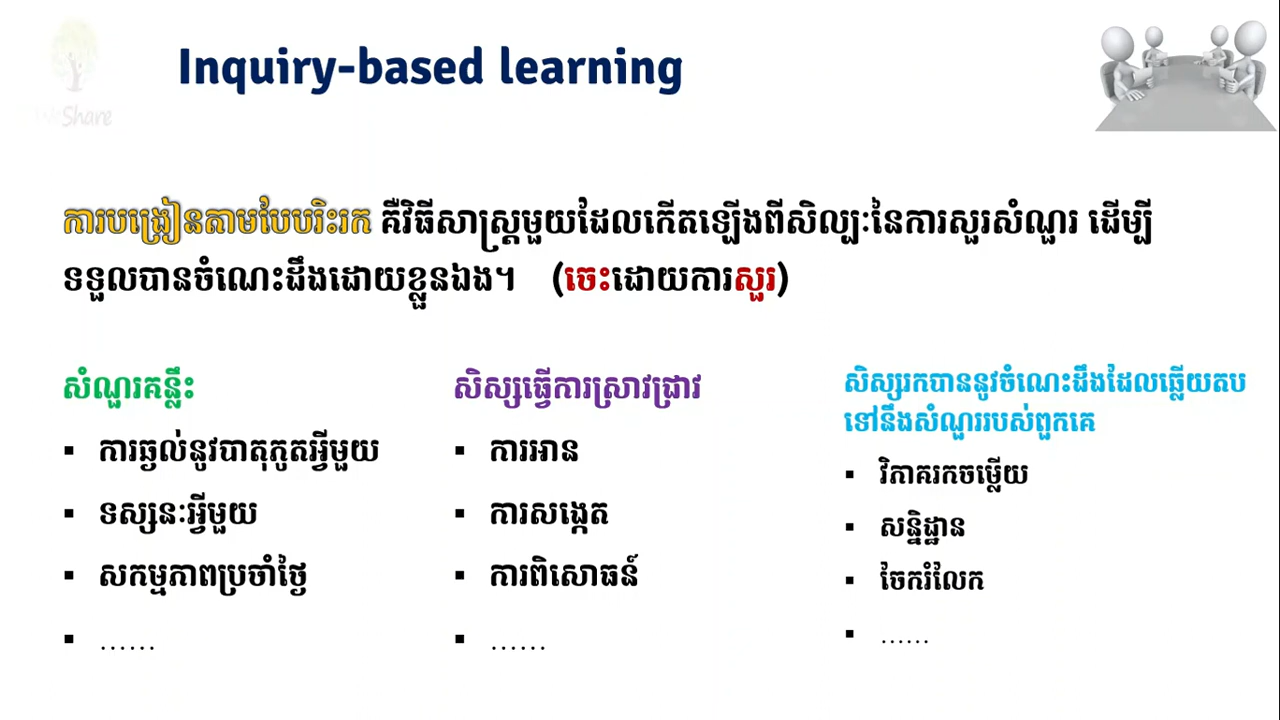 Inquiry-based learning
Share
ការបង្រៀនតាមបែបរិះរក គឺវិធីសាស្ត្រមួយដែលកើតឡើងពីសិល្បៈនៃការសួរសំណួរ ដើម្បី
ទទួលបានចំណេះដឹងដោយខ្លួនឯង។ (ចេះដោយការសួរ)
សំណួរគន្លឹះ
▪ ការឆ្ងល់នូវបាតុភូតអ្វីមួយ
▪ ទស្សនៈអ្វីមួយ
▪ សកម្មភាពប្រចាំថ្ងៃ
▪ ......
សិស្សធ្វើការស្រាវជ្រាវ
▪ ការអាន
▪ ការសង្កេត
▪ ការពិសោធន៍
▪ ......
សិស្សរកបាននូវចំណេះដឹងដែលឆ្លើយតប
ទៅនឹងសំណួររបស់ពួកគេ
▪ វិភាគរកចម្លើយ
▪ សន្និដ្ឋាន
▪ ចែករំលែក
▪ ......